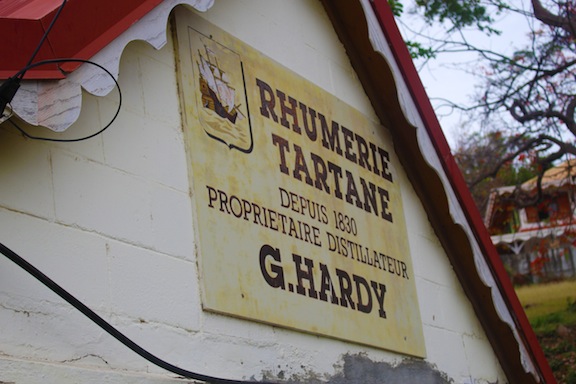 RHUMERIE
TARTANE
DEPUIS 1830
PROPRIETAIRE DISTILLATEUR
G.HARDY